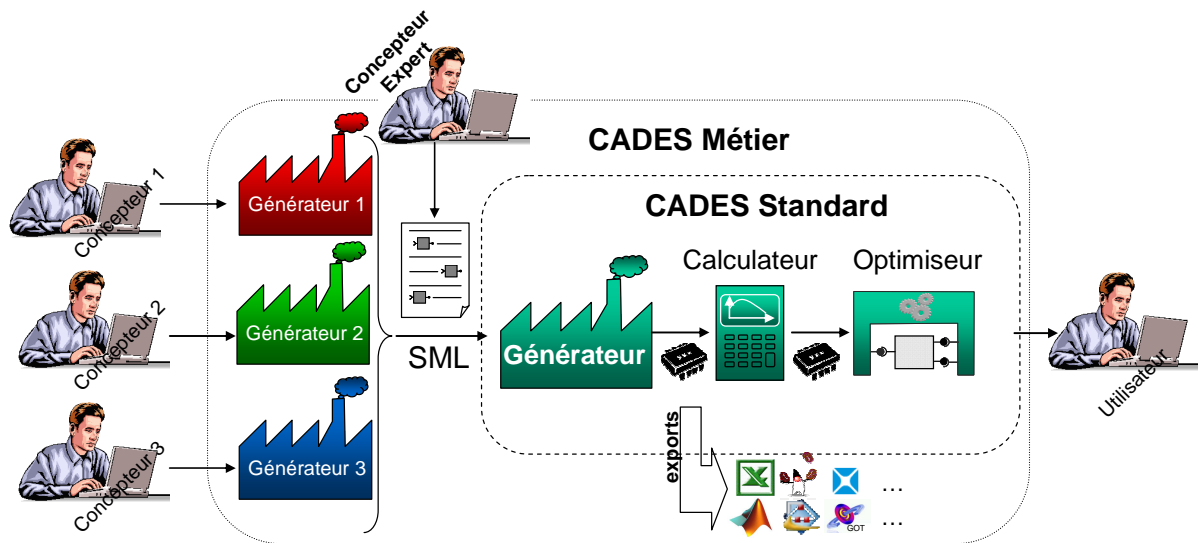 Concepteur
Expert
CADES Métier
CADES Standard
Concepteur 1
Générateur 1
Concepteur 2
Générateur 2
Concepteur 3
Générateur 3
SML
Générateur
Calculateur
Optimiseur
Utilisateur
exports
...
GOT
...